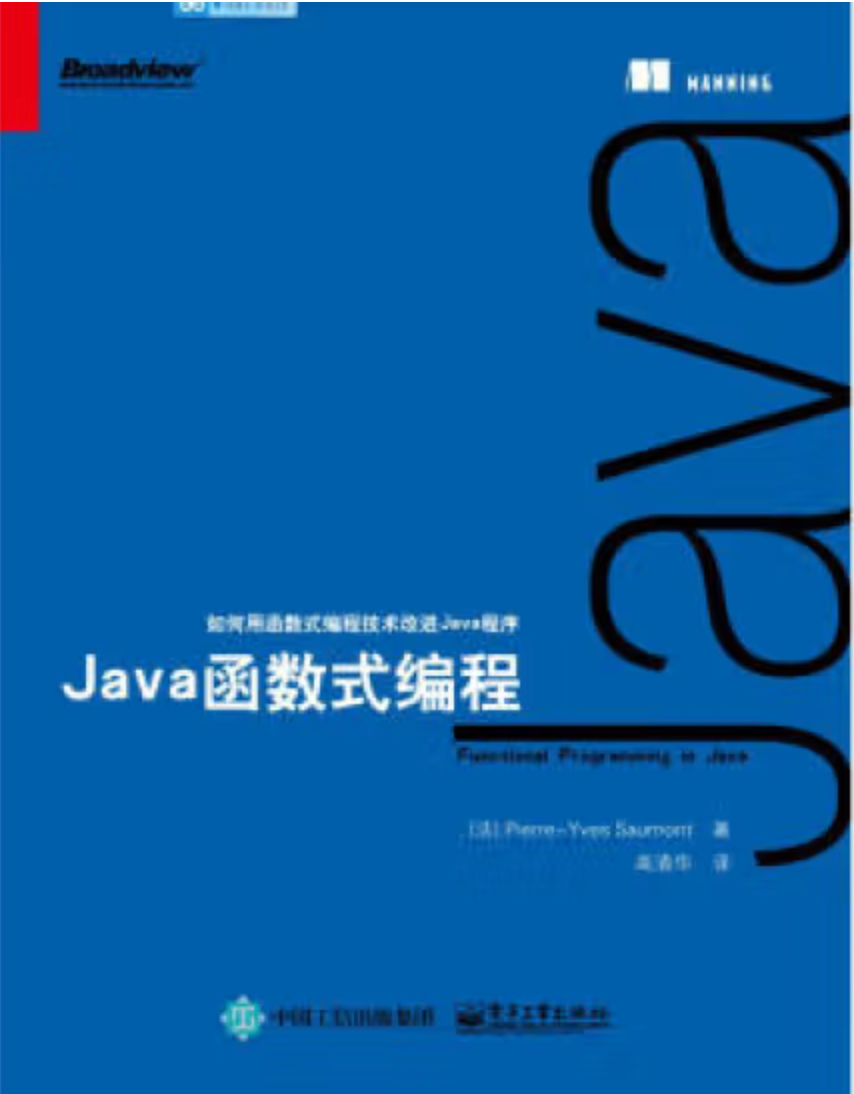 Broadview
MANNING
Java
如何用函数式编程技术改进Java程序
Java函数式编程
Functional Programming in Java
[法] Pierre-Yves Saumont 著
高清华 译
中国工信出版集团 电子工业出版社